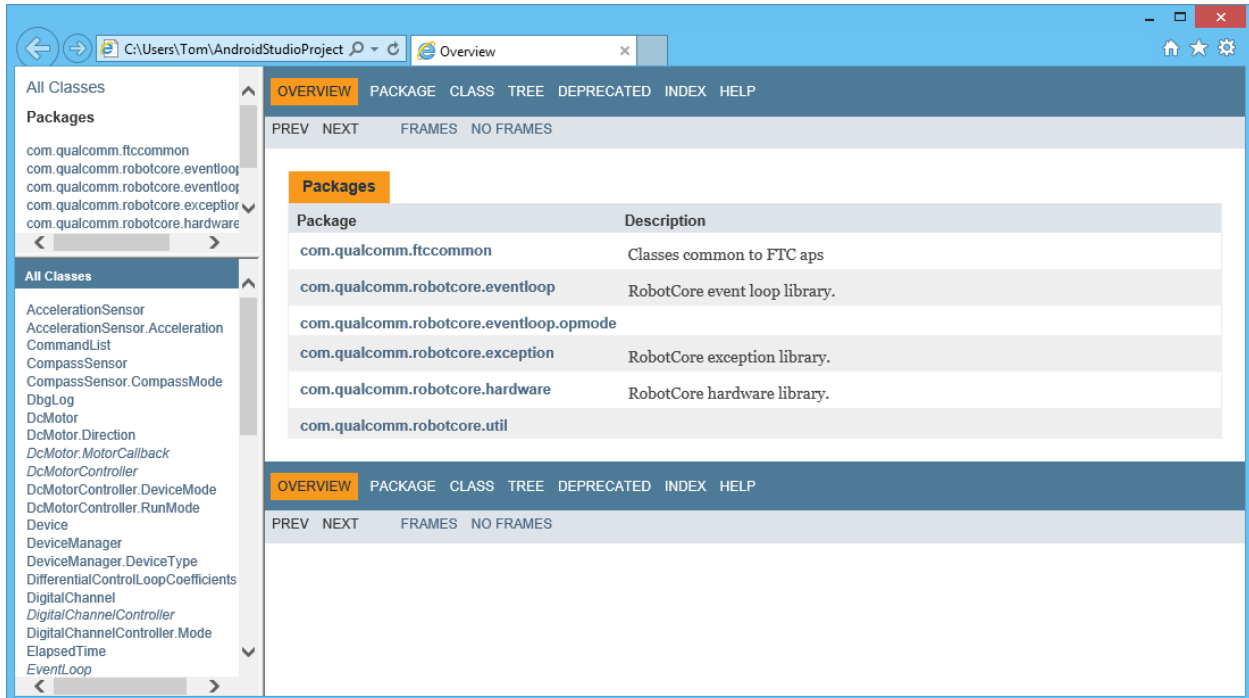 C:\Users\Tom\AndroidStudioProject
Overview
All Classes
Packages
com.qualcomm.ftccommon
com.qualcomm.robotcore.eventloop
com.qualcomm.robotcore.eventloop
com.qualcomm.robotcore.exception
com.qualcomm.robotcore.hardware
All Classes
AccelerationSensor
AccelerationSensor.Acceleration
CommandList
CompassSensor
CompassSensor.CompassMode
DbgLog
DcMotor
DcMotor.Direction
DcMotor.MotorCallback
DcMotorController
DcMotorController.DeviceMode
DcMotorController.RunMode
Device
DeviceManager
DeviceManager.DeviceType
DifferentialControlLoopCoefficients
DigitalChannel
DigitalChannelController
DigitalChannelController.Mode
ElapsedTime
EventLoop
OVERVIEW PACKAGE CLASS TREE DEPRECATED INDEX HELP
PREV NEXT FRAMES NO FRAMES
Packages
Package Description
com.qualcomm.ftccommon Classes common to FTC aps
com.qualcomm.robotcore.eventloop RobotCore event loop library.
com.qualcomm.robotcore.eventloop.opmode
com.qualcomm.robotcore.exception RobotCore exception library.
com.qualcomm.robotcore.hardware RobotCore hardware library.
com.qualcomm.robotcore.util
OVERVIEW PACKAGE CLASS TREE DEPRECATED INDEX HELP
PREV NEXT FRAMES NO FRAMES